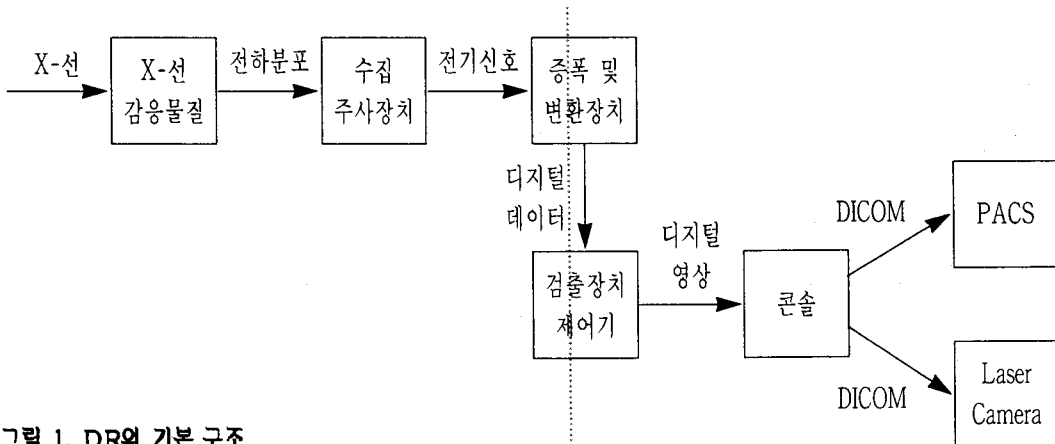 X-선
X-선
감응물질
전하분포
수집
주사장치
전기신호
증폭 및
변환장치
디지털
데이터
검출장치
제어기
디지털
영상
콘솔
DICOM
PACS
DICOM
Laser
Camera
그림 1. DR의 기본 구조